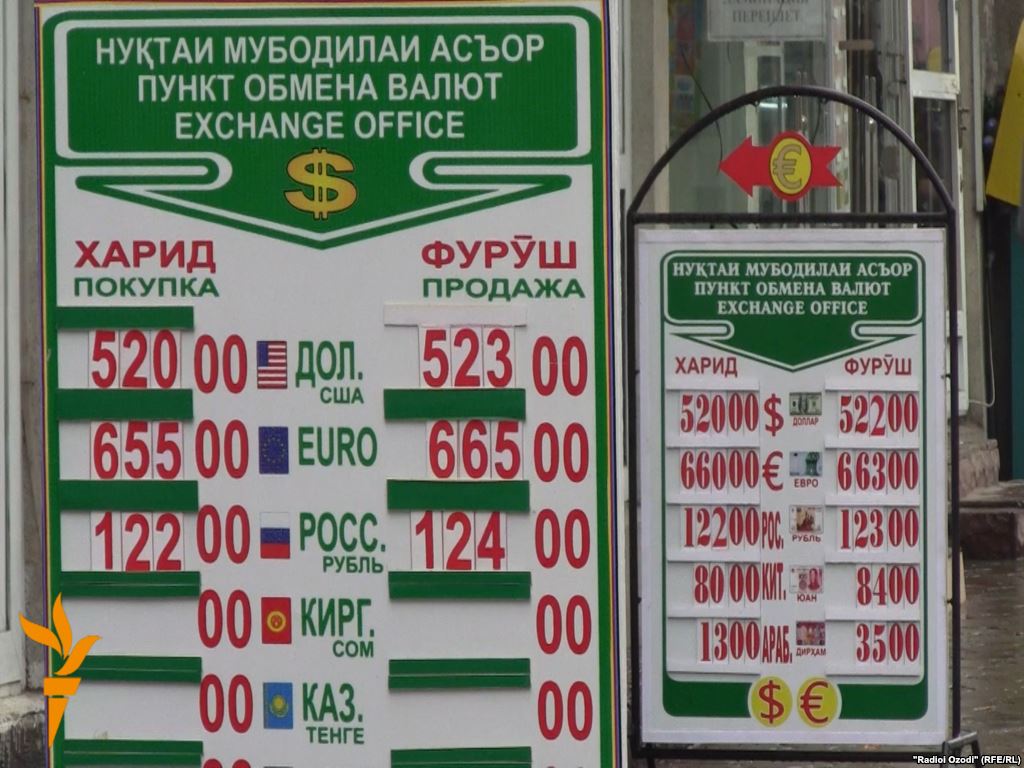 НУҚТАИ МУБОДИЛАИ АСЪОР
ПУНКТ ОБМЕНА ВАЛЮТ
EXCHANGE OFFICE
$
ХАРИД ФУРӮШ
ПОКУПКА ПРОДАЖА
520 00 ДОЛ. США 523 00
655 00 EURO 665 00
122 00 РОСС. РУБЛЬ 124 00
00 КИРГ. СОМ 00
00 КАЗ. ТЕНГЕ 00
ПЕРЕПЛЕТ
€
НУҚТАИ МУБОДИЛАИ АСЪОР
ПУНКТ ОБМЕНА ВАЛЮТ
EXCHANGE OFFICE
ХАРИД ФУРӮШ
52000 $ ДОЛЛАР 52200
66000 € ЕВРО 66300
12200 РОС. РУБЛЬ 12300
8000 КИТ. ЮАН 8400
1300 АРАБ. ДИРҲАМ 3500
$ €
"Radioi Ozodi" (RFE/RL)